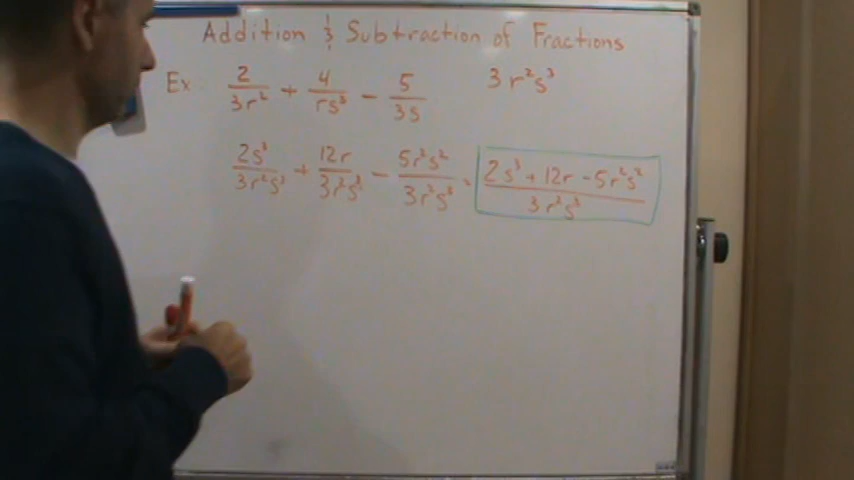 Addition & Subtraction of Fractions
Ex 2/3r² + 4/rs³ - 5/3s 3r²s³
2s³/3r²s³ + 12r/3r²s³ - 5r²s²/3r²s³ = (2s³ + 12r - 5r²s²)/3r²s³